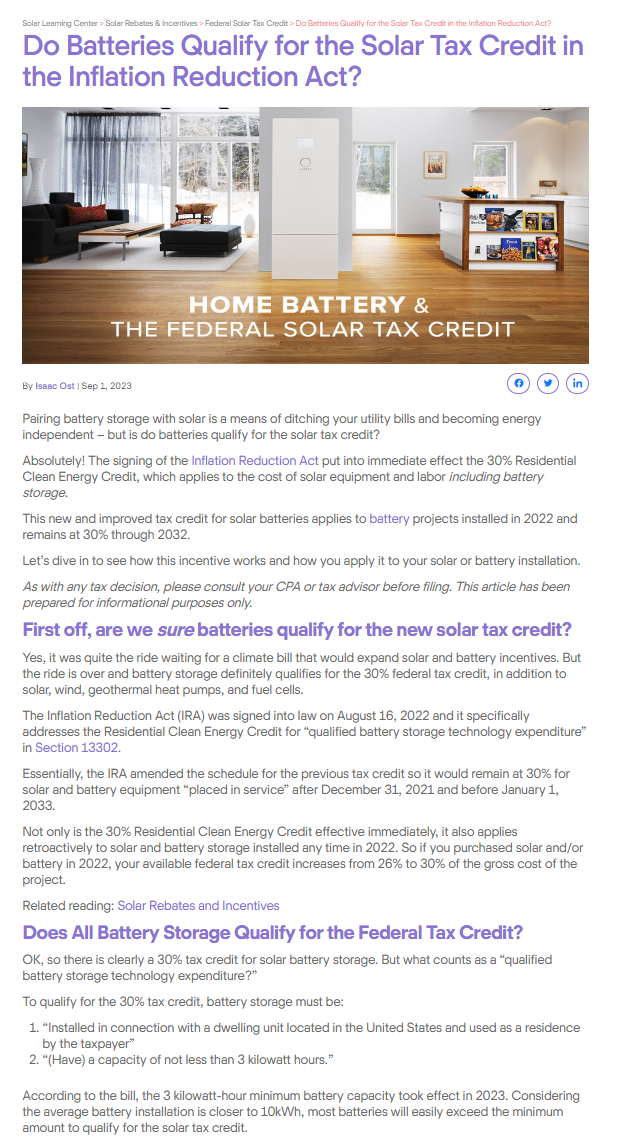 Solar Learning Center > Solar Rebates & Incentives > Federal Solar Tax Credit > Do Batteries Qualify for the Solar Tax Credit in the Inflation Reduction Act?
Do Batteries Qualify for the Solar Tax Credit in
the Inflation Reduction Act?
HOME BATTERY &
THE FEDERAL SOLAR TAX CREDIT
By Isaac Ost | Sep 1, 2023
Pairing battery storage with solar is a means of ditching your utility bills and becoming energy
independent – but is do batteries qualify for the solar tax credit?
Absolutely! The signing of the Inflation Reduction Act put into immediate effect the 30% Residential
Clean Energy Credit, which applies to the cost of solar equipment and labor including battery
storage.
This new and improved tax credit for solar batteries applies to battery projects installed in 2022 and
remains at 30% through 2032.
Let's dive in to see how this incentive works and how you apply it to your solar or battery installation.
As with any tax decision, please consult your CPA or tax advisor before filing. This article has been
prepared for informational purposes only.
First off, are we sure batteries qualify for the new solar tax credit?
Yes, it was quite the ride waiting for a climate bill that would expand solar and battery incentives. But
the ride is over and battery storage definitely qualifies for the 30% federal tax credit, in addition to
solar, wind, geothermal heat pumps, and fuel cells.
The Inflation Reduction Act (IRA) was signed into law on August 16, 2022 and it specifically
addresses the Residential Clean Energy Credit for “qualified battery storage technology expenditure”
in Section 13302.
Essentially, the IRA amended the schedule for the previous tax credit so it would remain at 30% for
solar and battery equipment “placed in service” after December 31, 2021 and before January 1,
2033.
Not only is the 30% Residential Clean Energy Credit effective immediately, it also applies
retroactively to solar and battery storage installed any time in 2022. So if you purchased solar and/or
battery in 2022, your available federal tax credit increases from 26% to 30% of the gross cost of the
project.
Related reading: Solar Rebates and Incentives
Does All Battery Storage Qualify for the Federal Tax Credit?
OK, so there is clearly a 30% tax credit for solar battery storage. But what counts as a “qualified
battery storage technology expenditure?”
To qualify for the 30% tax credit, battery storage must be:
1. “Installed in connection with a dwelling unit located in the United States and used as a residence
by the taxpayer”
2. “(Have) a capacity of not less than 3 kilowatt hours.”
According to the bill, the 3 kilowatt-hour minimum battery capacity took effect in 2023. Considering
the average battery installation is closer to 10kWh, most batteries will easily exceed the minimum
amount to qualify for the solar tax credit.